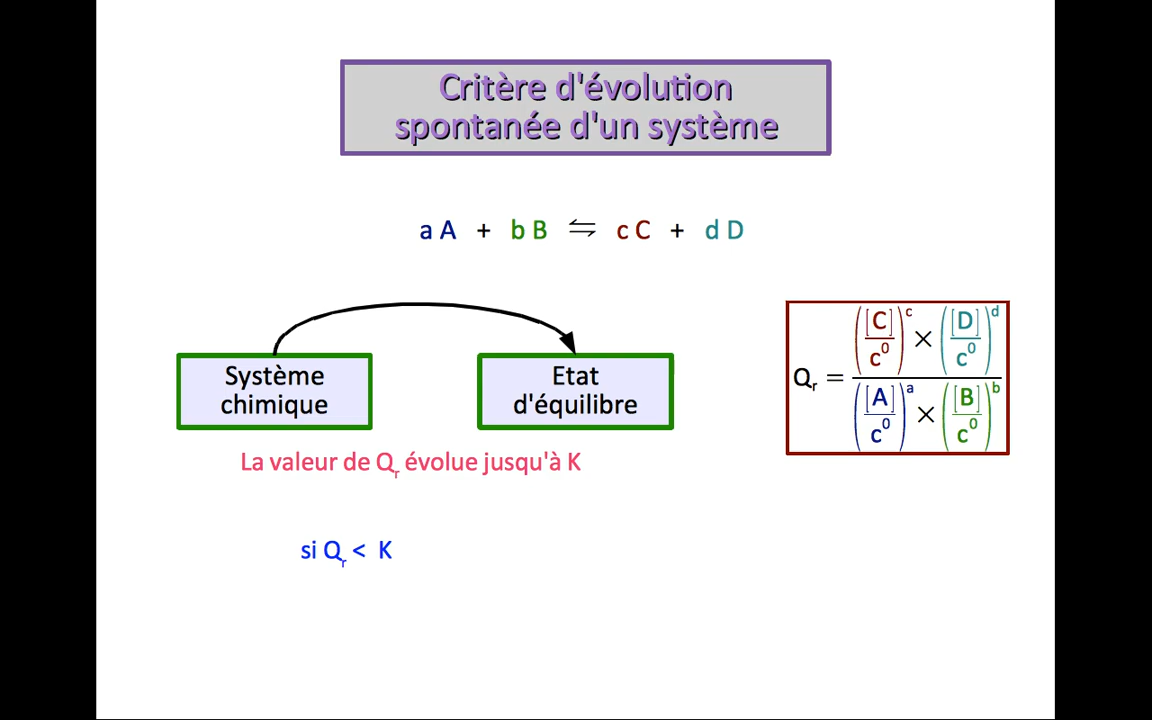 Critère d'évolution
spontanée d'un système
a A + b B ⇋ c C + d D
Système
chimique
Etat
d'équilibre
Qr = (([C]/c⁰)^c × ([D]/c⁰)^d) / (([A]/c⁰)^a × ([B]/c⁰)^b)
La valeur de Qr évolue jusqu'à K
si Qr < K